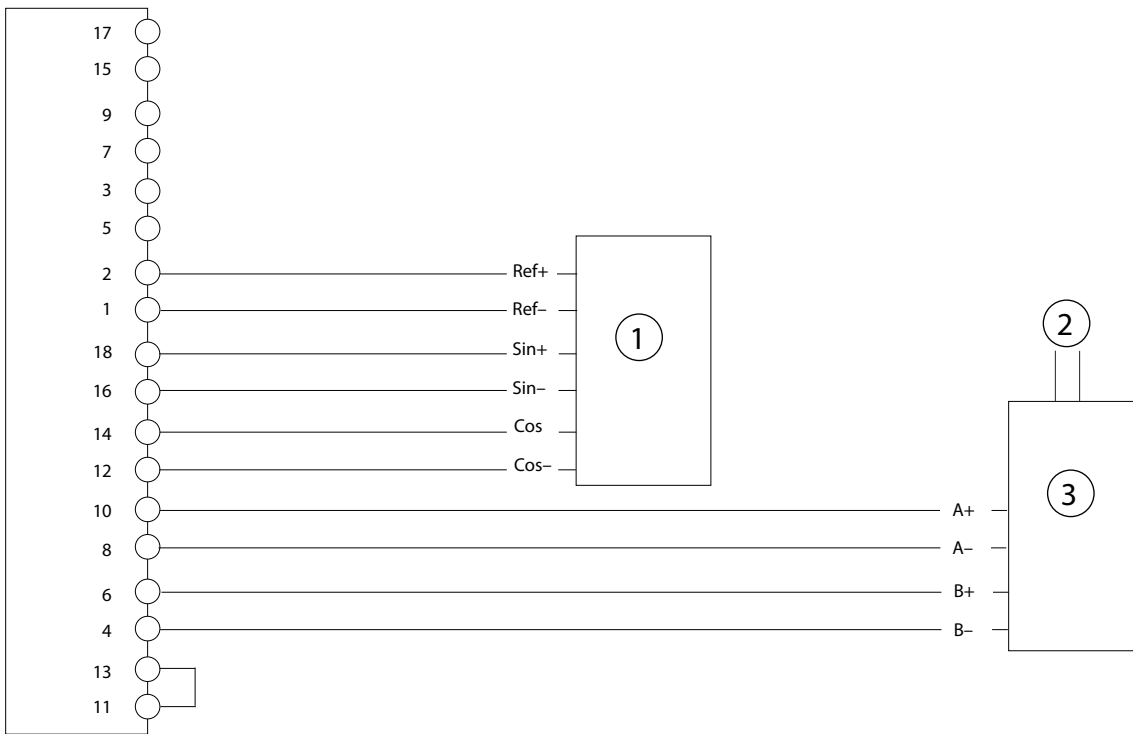 17
15
9
7
3
5
2 Ref+
1 Ref–
18 Sin+
16 Sin–
14 Cos
12 Cos–
10 A+
8 A–
6 B+
4 B–
13
11
1
2
3